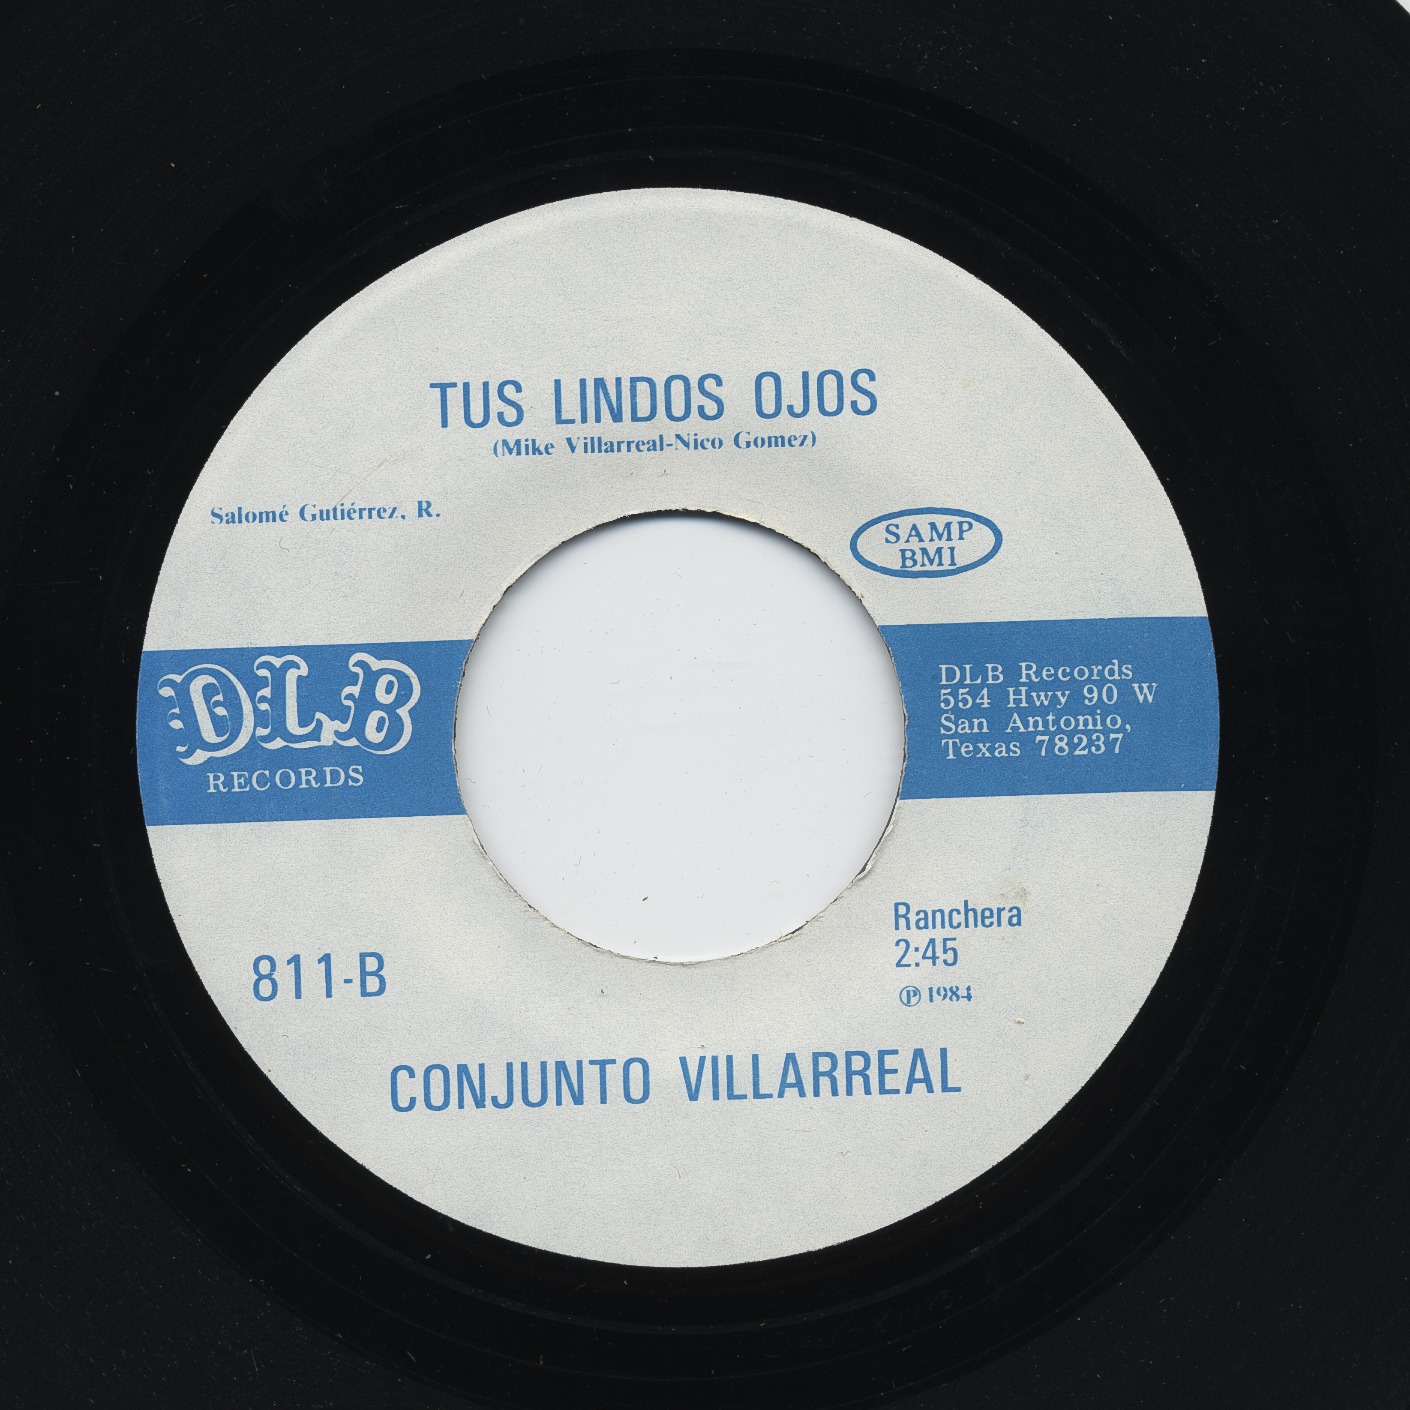 TUS LINDOS OJOS
(Mike Villarreal-Nico Gomez)
Salomé Gutiérrez, R.
SAMP
BMI
DLB
RECORDS
DLB Records
554 Hwy 90 W
San Antonio,
Texas 78237
Ranchera
2:45
℗ 1984
811-B
CONJUNTO VILLARREAL